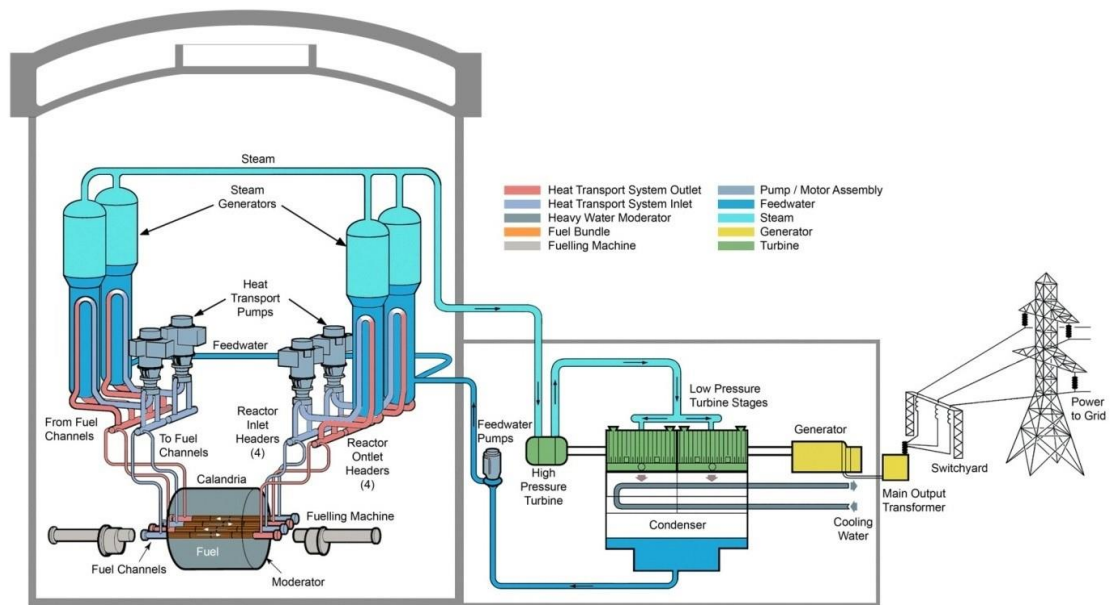 Steam
Steam
Generators
Heat
Transport
Pumps
Feedwater
From Fuel
Channels
To Fuel
Channels
Reactor
Inlet
Headers
(4)
Reactor
Ontlet
Headers
(4)
Calandria
Fuelling Machine
Fuel
Fuel Channels
Moderator
Heat Transport System Outlet
Heat Transport System Inlet
Heavy Water Moderator
Fuel Bundle
Fuelling Machine
Pump / Motor Assembly
Feedwater
Steam
Generator
Turbine
Feedwater
Pumps
High
Pressure
Turbine
Low Pressure
Turbine Stages
Condenser
Generator
Cooling
Water
Main Output
Transformer
Switchyard
Power
to Grid